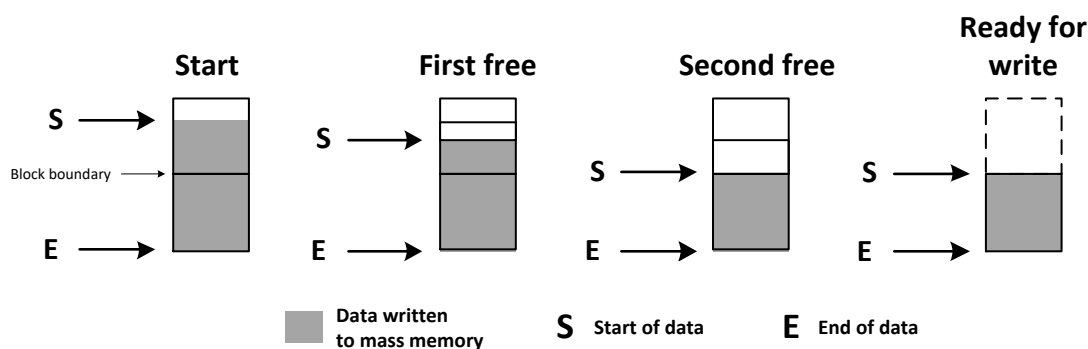 Start
First free
Second free
Ready for
write
S
S
S
S
Block boundary
E
E
E
E
Data written
to mass memory
S Start of data
E End of data